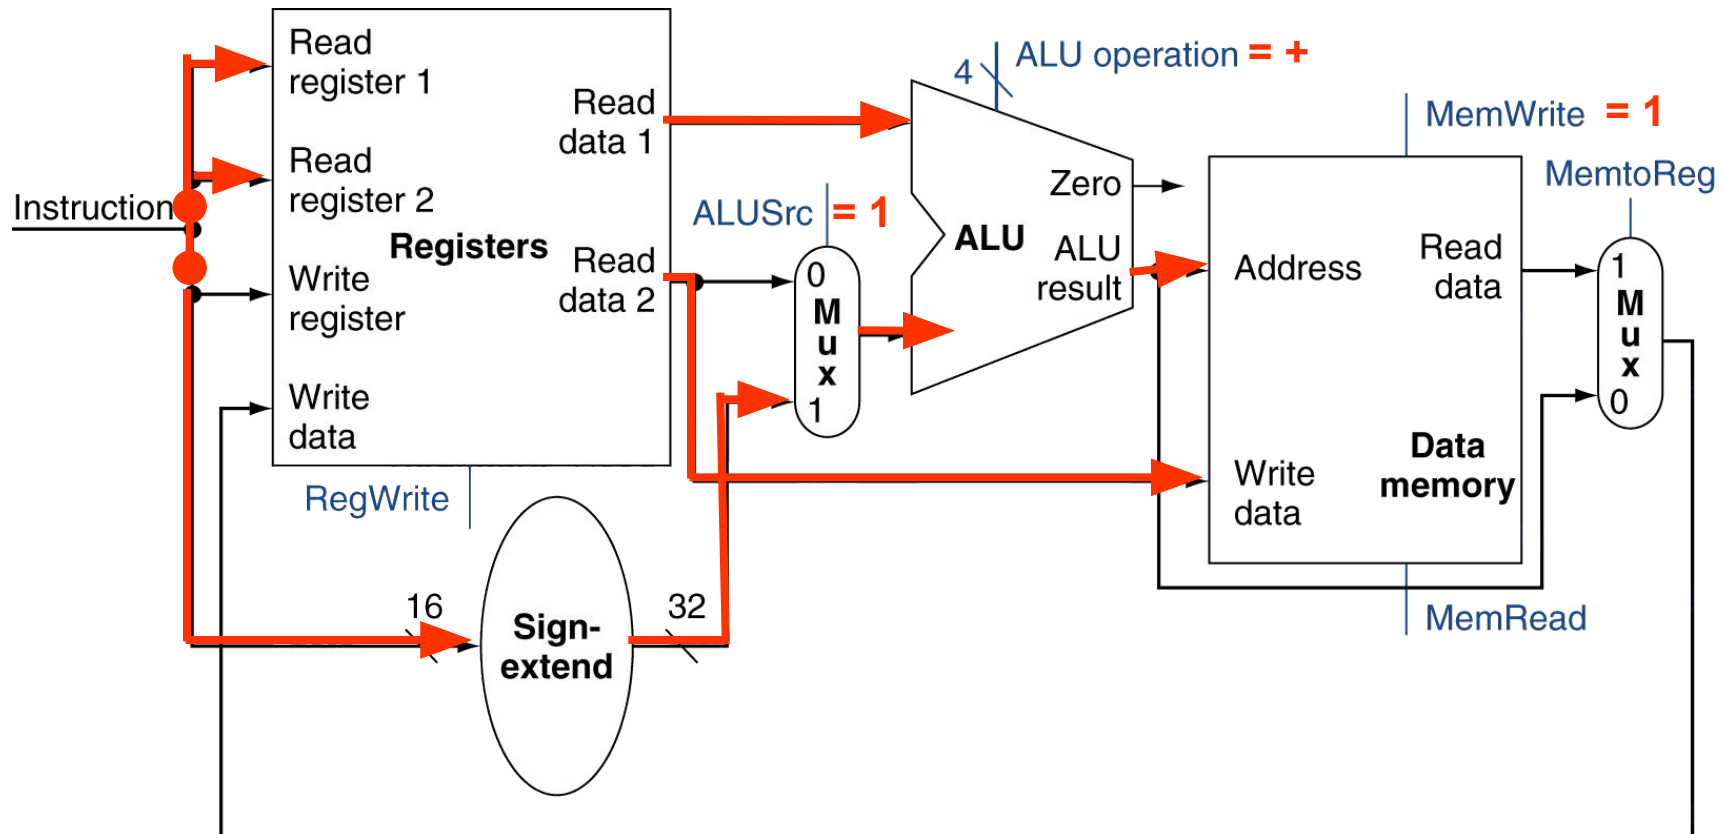 Instruction
Read
register 1
Read
register 2
Registers
Write
register
Write
data
Read
data 1
Read
data 2
RegWrite
16
Sign-
extend
32
ALUSrc = 1
0
M
u
x
1
4
ALU operation = +
Zero
ALU
ALU
result
MemWrite = 1
MemtoReg
Address
Read
data
Write
data
Data
memory
MemRead
1
M
u
x
0